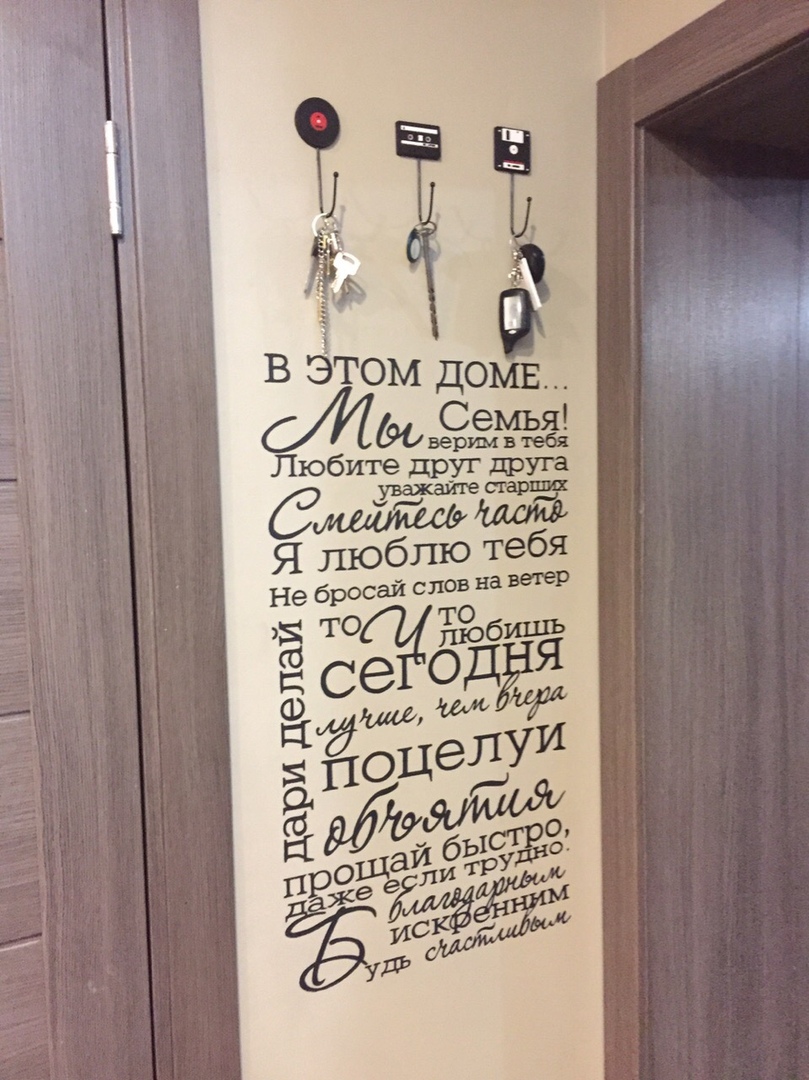 В ЭТОМ ДОМЕ...
Мы Семья!
верим в тебя
Любите друг друга
уважайте старших
Смейтесь часто
Я люблю тебя
Не бросай слов на ветер
делай то Что любишь
сегодня
лучше, чем вчера
дари поцелуи
объятия
прощай быстро,
даже если трудно.
благодарным
искренним
Будь счастливым